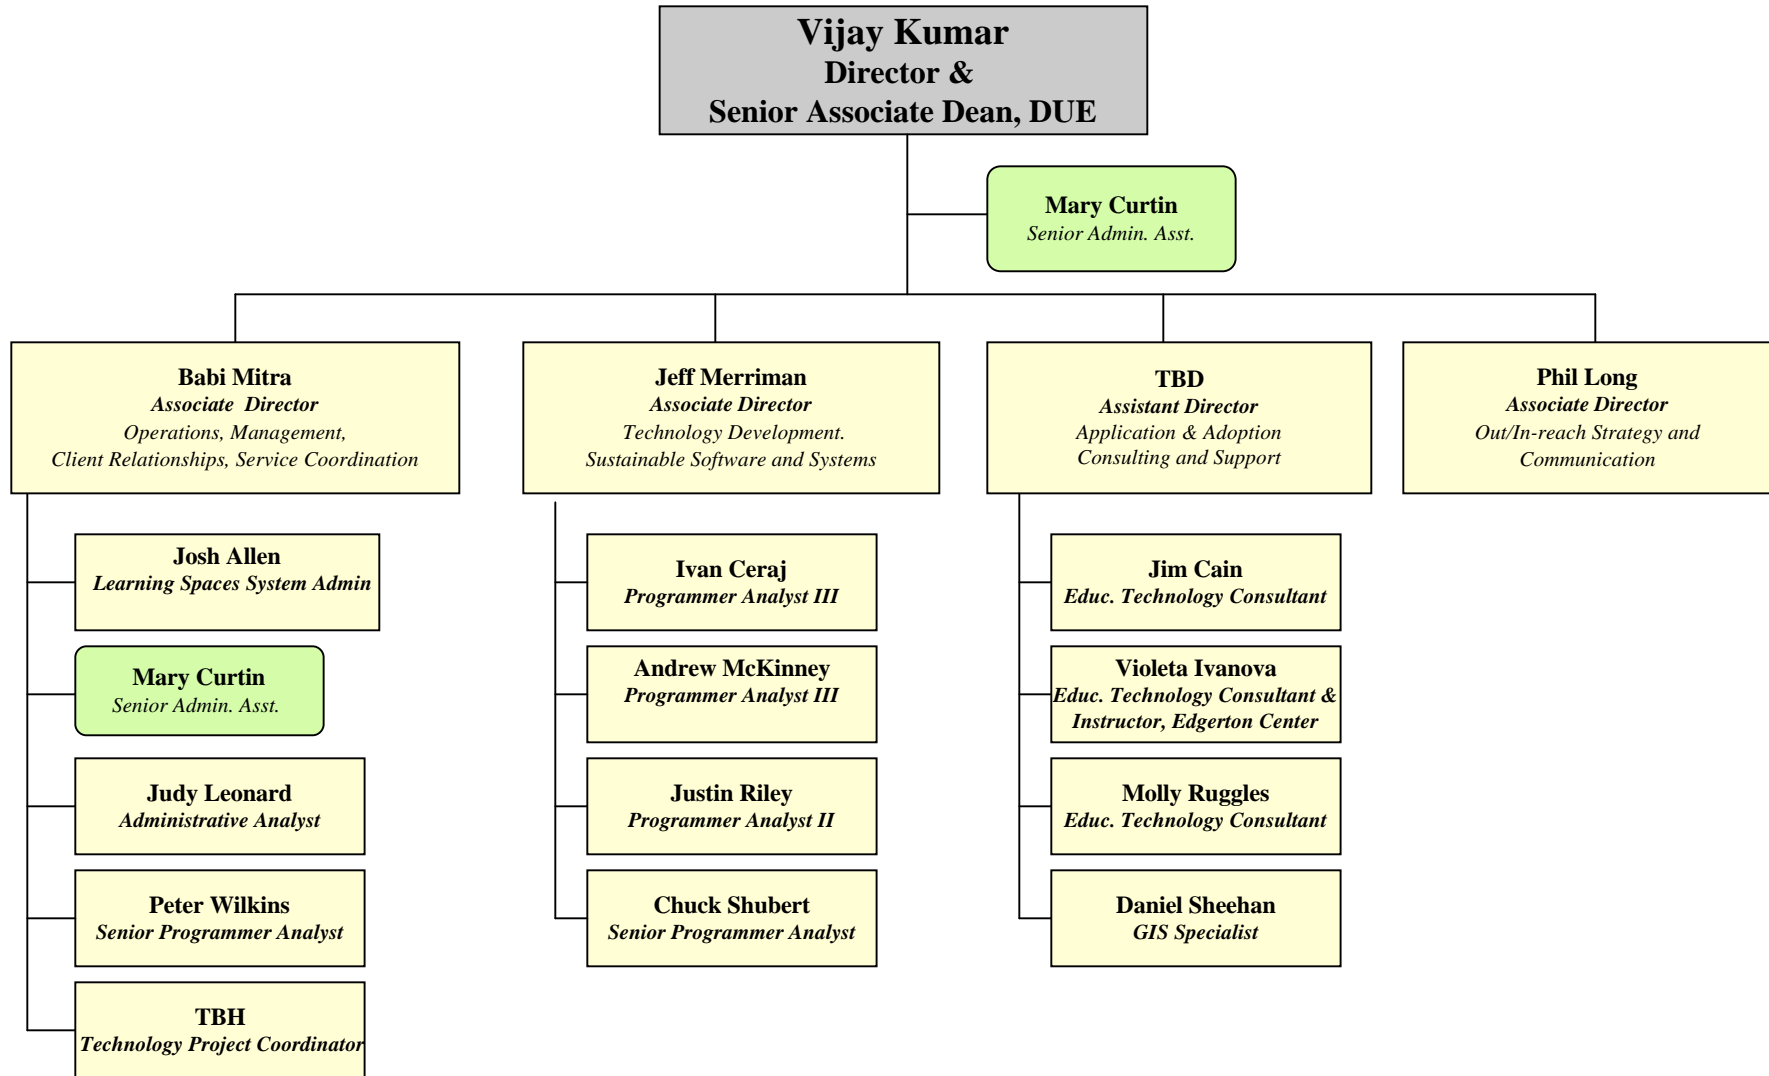 Vijay Kumar
Director &
Senior Associate Dean, DUE
Mary Curtin
Senior Admin. Asst.
Babi Mitra
Associate Director
Operations, Management,
Client Relationships, Service Coordination
Jeff Merriman
Associate Director
Technology Development.
Sustainable Software and Systems
TBD
Assistant Director
Application & Adoption
Consulting and Support
Phil Long
Associate Director
Out/In-reach Strategy and
Communication
Josh Allen
Learning Spaces System Admin
Mary Curtin
Senior Admin. Asst.
Judy Leonard
Administrative Analyst
Peter Wilkins
Senior Programmer Analyst
TBH
Technology Project Coordinator
Ivan Ceraj
Programmer Analyst III
Andrew McKinney
Programmer Analyst III
Justin Riley
Programmer Analyst II
Chuck Shubert
Senior Programmer Analyst
Jim Cain
Educ. Technology Consultant
Violeta Ivanova
Educ. Technology Consultant &
Instructor, Edgerton Center
Molly Ruggles
Educ. Technology Consultant
Daniel Sheehan
GIS Specialist